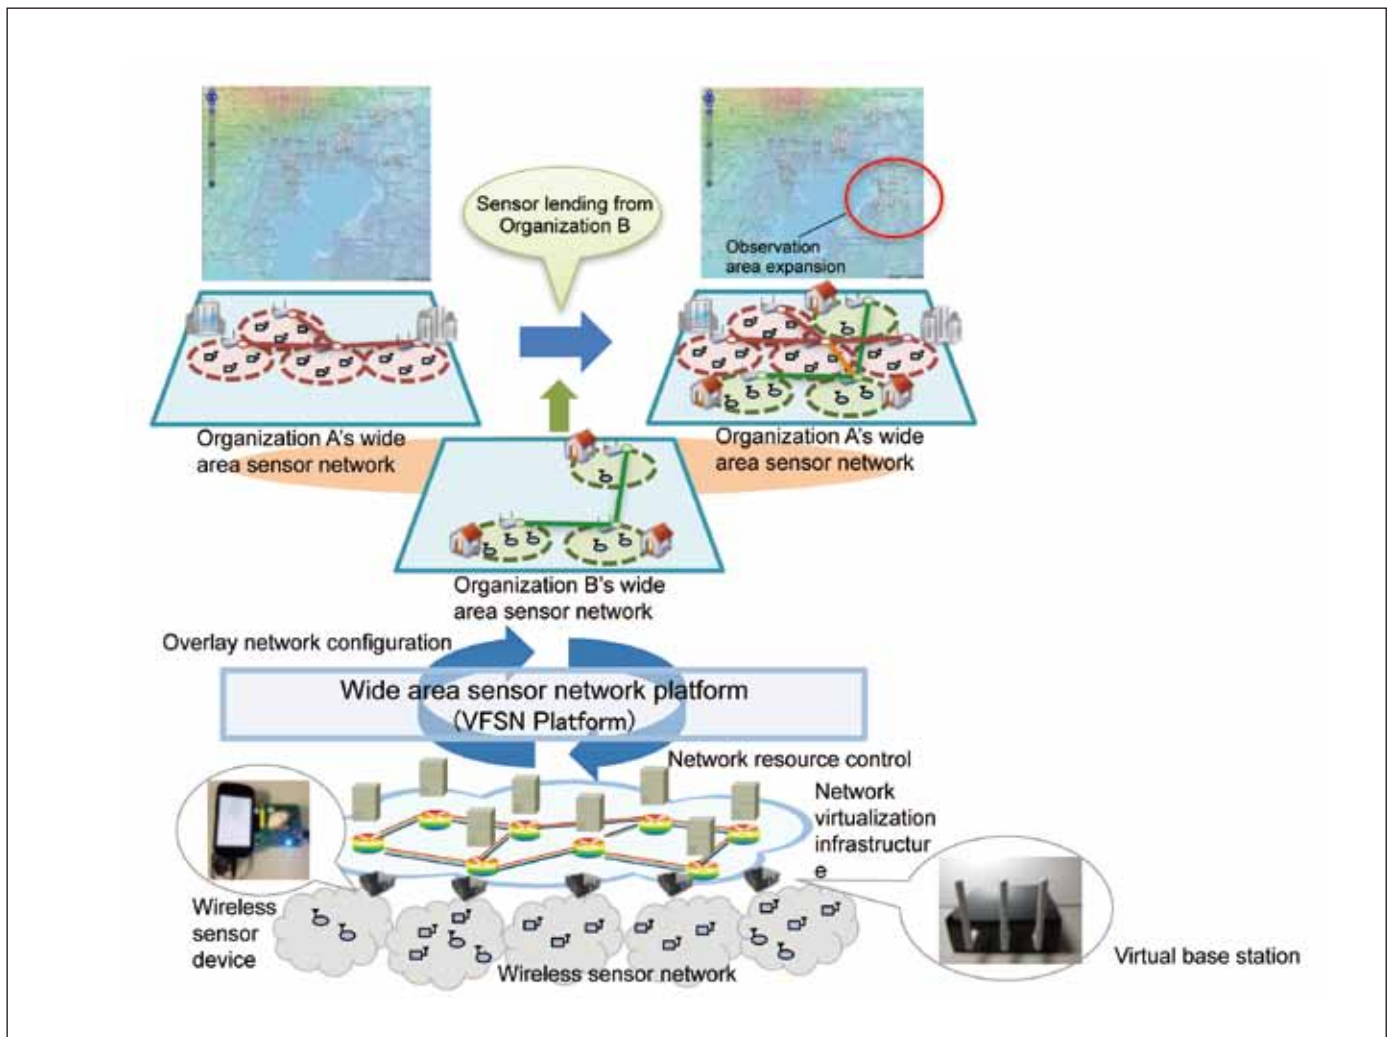 Sensor lending from
Organization B
Observation
area expansion
Organization A's wide
area sensor network
Organization A's wide
area sensor network
Organization B's wide
area sensor network
Overlay network configuration
Wide area sensor network platform
(VFSN Platform)
Network resource control
Network
virtualization
infrastructur
e
Wireless
sensor
device
Wireless sensor network
Virtual base station